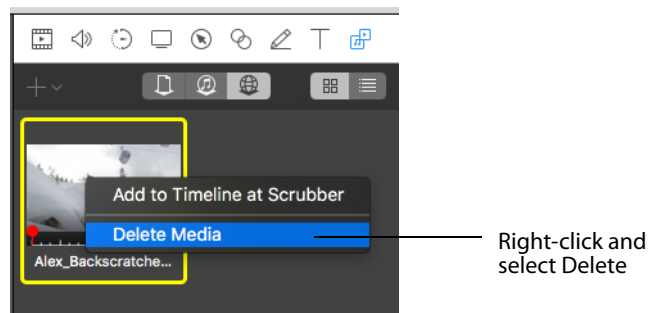 Add to Timeline at Scrubber
Delete Media
Alex_Backscratche...
Right-click and
select Delete